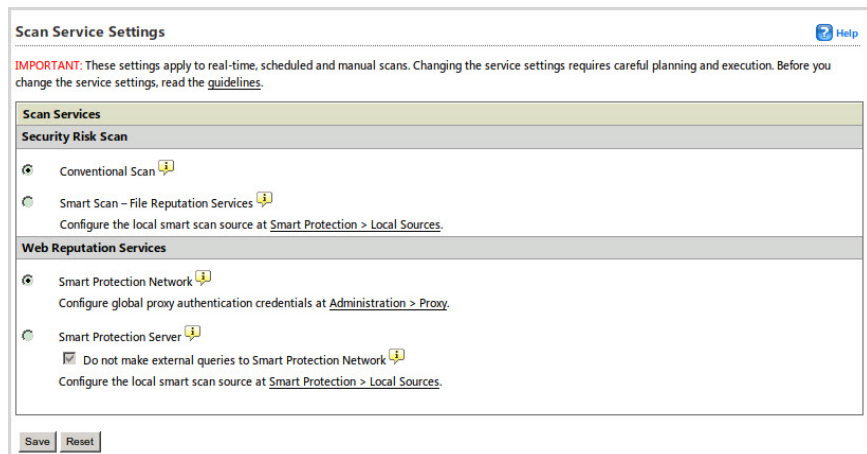 Scan Service Settings
Help
IMPORTANT: These settings apply to real-time, scheduled and manual scans. Changing the service settings requires careful planning and execution. Before you
change the service settings, read the guidelines.
Scan Services
Security Risk Scan
Conventional Scan
Smart Scan – File Reputation Services
Configure the local smart scan source at Smart Protection > Local Sources.
Web Reputation Services
Smart Protection Network
Configure global proxy authentication credentials at Administration > Proxy.
Smart Protection Server
Do not make external queries to Smart Protection Network
Configure the local smart scan source at Smart Protection > Local Sources.
Save Reset